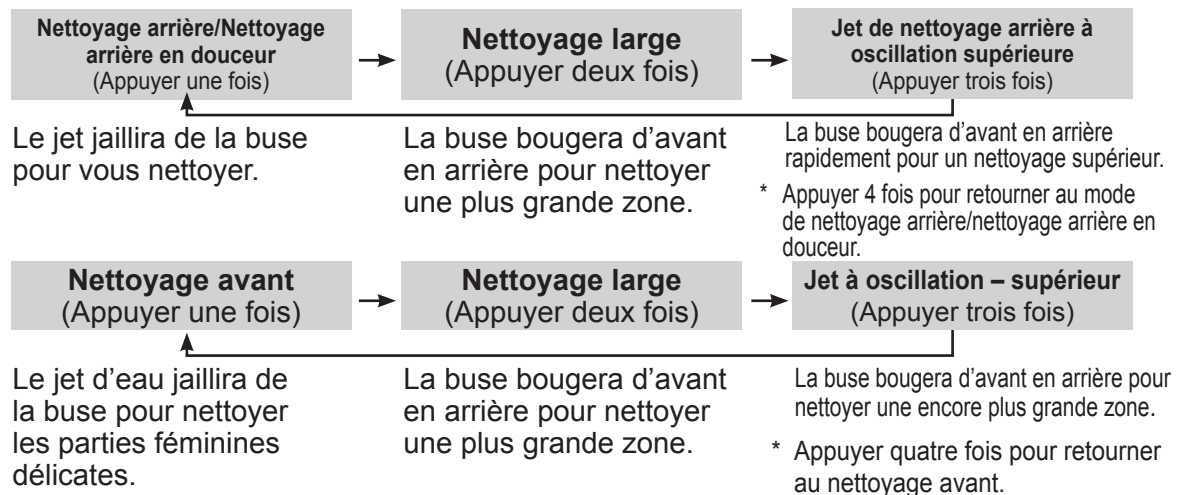 Nettoyage arrière/Nettoyage
arrière en douceur
(Appuyer une fois)
Nettoyage large
(Appuyer deux fois)
Jet de nettoyage arrière à
oscillation supérieure
(Appuyer trois fois)
Le jet jaillira de la buse
pour vous nettoyer.
La buse bougera d'avant
en arrière pour nettoyer
une plus grande zone.
La buse bougera d'avant en arrière
rapidement pour un nettoyage supérieur.
* Appuyer 4 fois pour retourner au mode
de nettoyage arrière/nettoyage arrière en
douceur.
Nettoyage avant
(Appuyer une fois)
Nettoyage large
(Appuyer deux fois)
Jet à oscillation – supérieur
(Appuyer trois fois)
Le jet d'eau jaillira de
la buse pour nettoyer
les parties féminines
délicates.
La buse bougera d'avant
en arrière pour nettoyer
une plus grande zone.
La buse bougera d'avant en arrière pour
nettoyer une encore plus grande zone.
* Appuyer quatre fois pour retourner
au nettoyage avant.